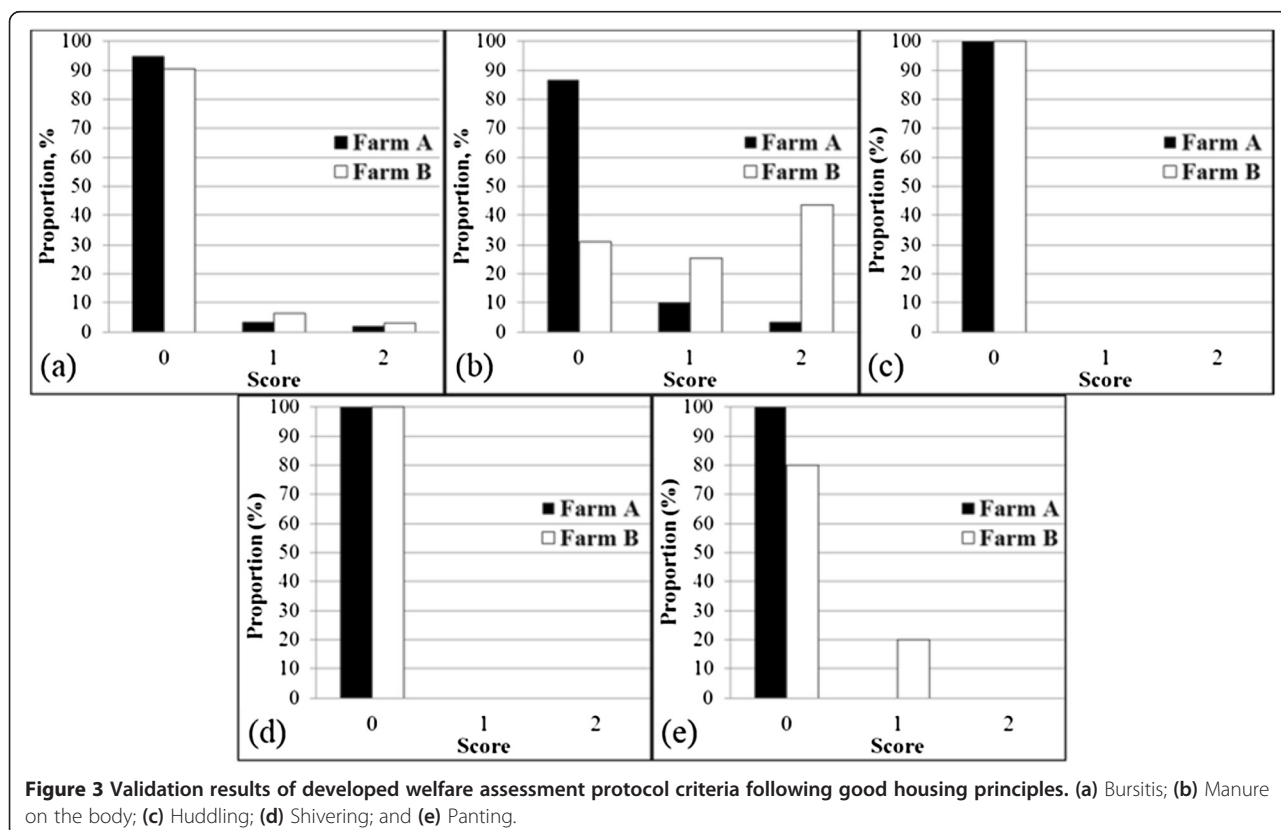 Proportion, %
100
90
80
70
60
50
40
30
20
10
0
Farm A
Farm B
0 1 2
Score
(a)
Proportion, %
100
90
80
70
60
50
40
30
20
10
0
Farm A
Farm B
0 1 2
Score
(b)
Proportion (%)
100
90
80
70
60
50
40
30
20
10
0
Farm A
Farm B
0 1 2
Score
(c)
Proportion (%)
100
90
80
70
60
50
40
30
20
10
0
Farm A
Farm B
0 1 2
Score
(d)
Proportion (%)
100
90
80
70
60
50
40
30
20
10
0
Farm A
Farm B
0 1 2
Score
(e)
Figure 3 Validation results of developed welfare assessment protocol criteria following good housing principles. (a) Bursitis; (b) Manure
on the body; (c) Huddling; (d) Shivering; and (e) Panting.